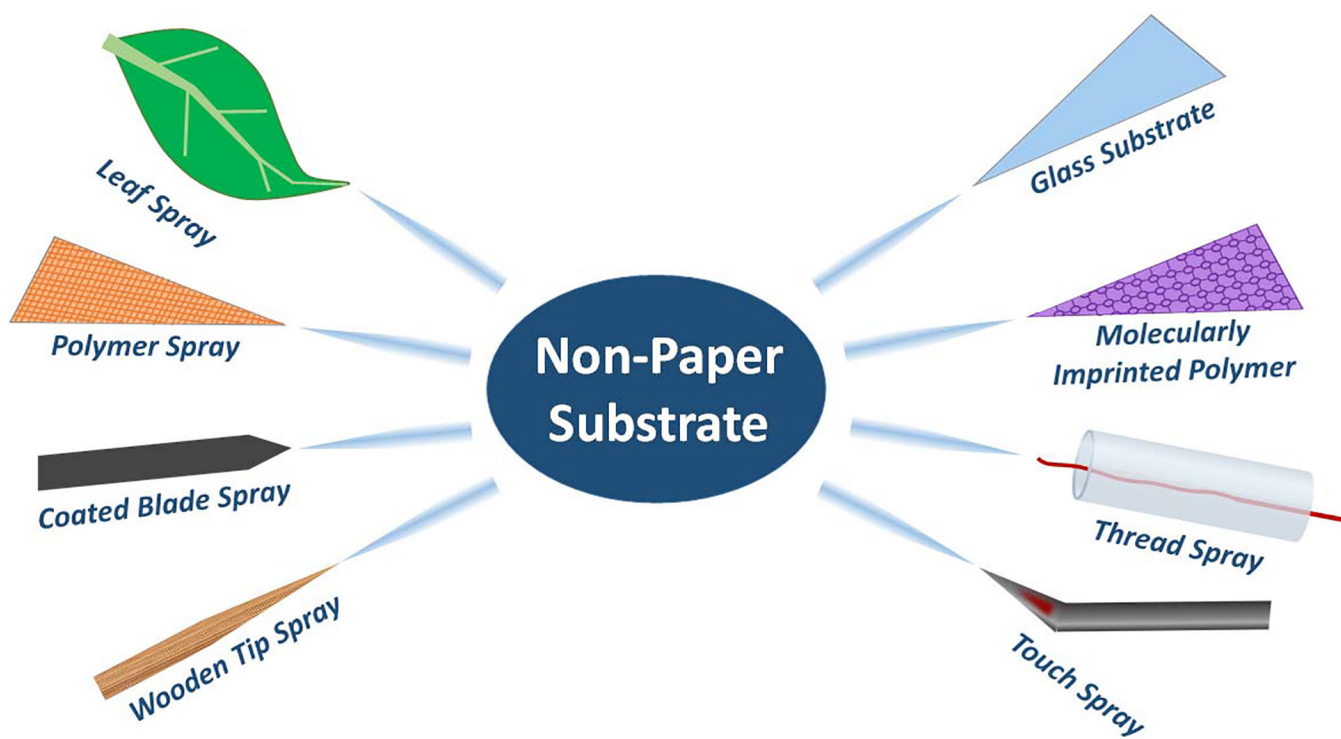 Leaf Spray
Glass Substrate
Polymer Spray
Molecularly
Imprinted Polymer
Non-Paper
Substrate
Coated Blade Spray
Thread Spray
Wooden Tip Spray
Touch Spray